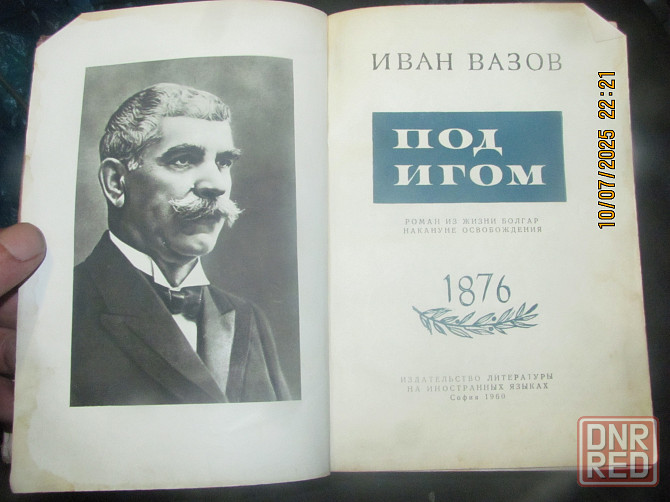 ИВАН ВАЗОВ
ПОД
ИГОМ
РОМАН ИЗ ЖИЗНИ БОЛГАР
НАКАНУНЕ ОСВОБОЖДЕНИЯ
1876
ИЗДАТЕЛЬСТВО ЛИТЕРАТУРЫ
НА ИНОСТРАННЫХ ЯЗЫКАХ
София 1960
10/07/2025 22:21
DNR
RED